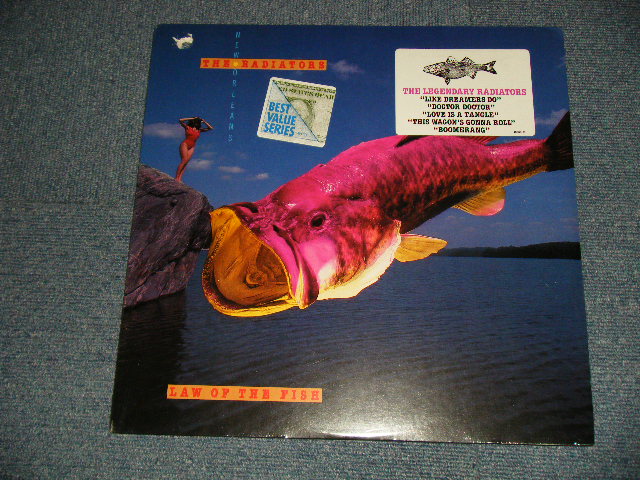 NEW ORLEANS
THE RADIATORS
BEST
VALUE
SERIES
THE LEGENDARY RADIATORS
"LIKE DREAMERS DO"
"DOCTOR DOCTOR"
"LOVE IS A TANGLE"
"THIS WAGON'S GONNA ROLL"
"BOOMERANG"
LAW OF THE FISH